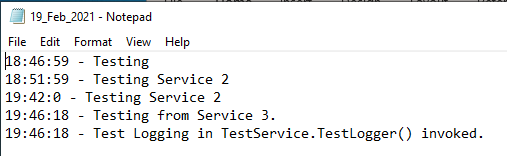 19_Feb_2021 - Notepad
File Edit Format View Help
18:46:59 - Testing
18:51:59 - Testing Service 2
19:42:0 - Testing Service 2
19:46:18 - Testing from Service 3.
19:46:18 - Test Logging in TestService.TestLogger() invoked.